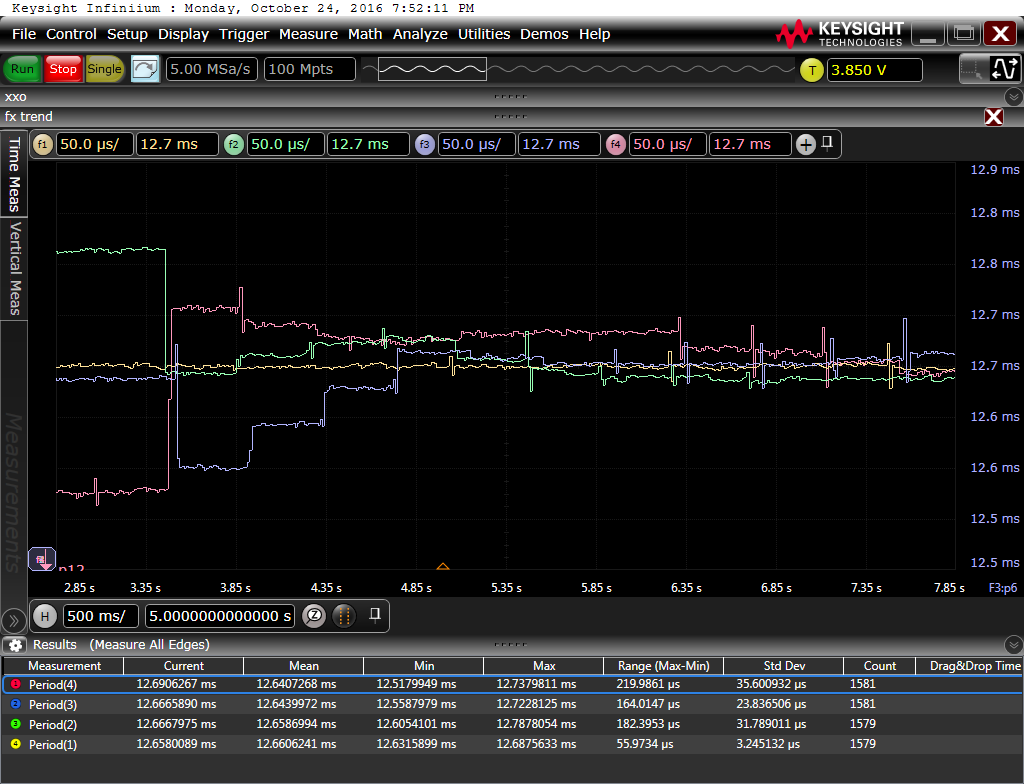 Keysight Infiniium : Monday, October 24, 2016 7:52:11 PM
File Control Setup Display Trigger Measure Math Analyze Utilities Demos Help
KEYSIGHT
TECHNOLOGIES
Run Stop Single 5.00 MSa/s 100 Mpts T 3.850 V
xxo
fx trend
f1 50.0 µs/ 12.7 ms f2 50.0 µs/ 12.7 ms f3 50.0 µs/ 12.7 ms f4 50.0 µs/ 12.7 ms
Time Meas
Vertical Meas
Measurements
12.9 ms
12.8 ms
12.8 ms
12.7 ms
12.7 ms
12.6 ms
12.6 ms
12.5 ms
12.5 ms
p12
2.85 s 3.35 s 3.85 s 4.35 s 4.85 s 5.35 s 5.85 s 6.35 s 6.85 s 7.35 s 7.85 s F3:p6
H 500 ms/ 5.0000000000000 s
Results (Measure All Edges)
Measurement Current Mean Min Max Range (Max-Min) Std Dev Count Drag&Drop Time
1 Period(4) 12.6906267 ms 12.6407268 ms 12.5179949 ms 12.7379811 ms 219.9861 µs 35.600932 µs 1581
2 Period(3) 12.6665890 ms 12.6439972 ms 12.5587979 ms 12.7228125 ms 164.0147 µs 23.836506 µs 1581
3 Period(2) 12.6667975 ms 12.6586994 ms 12.6054101 ms 12.7878054 ms 182.3953 µs 31.789011 µs 1579
4 Period(1) 12.6580089 ms 12.6606241 ms 12.6315899 ms 12.6875633 ms 55.9734 µs 3.245132 µs 1579